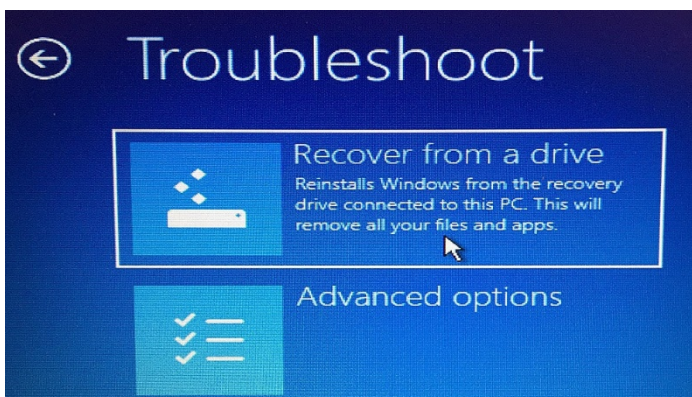 Troubleshoot
Recover from a drive
Reinstalls Windows from the recovery
drive connected to this PC. This will
remove all your files and apps.
Advanced options